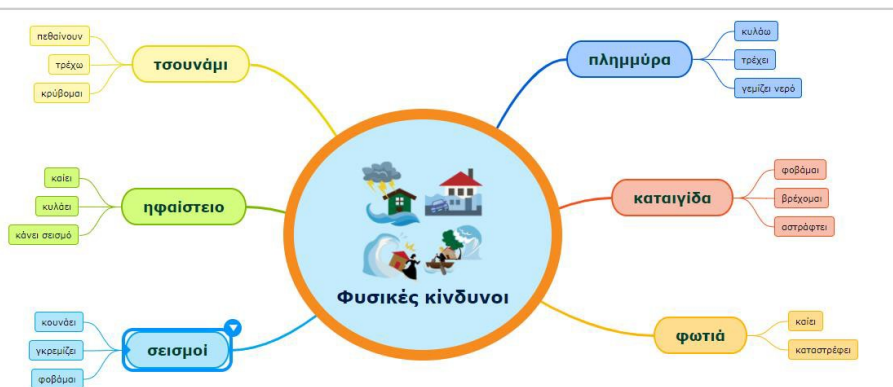 Φυσικές κίνδυνοι
τσουνάμι
πεθαίνουν
τρέχω
κρύβομαι
ηφαίστειο
καίει
κυλάει
κάνει σεισμό
σεισμοί
κουνάει
γκρεμίζει
φοβάμαι
πλημμύρα
κυλάω
τρέχει
γεμίζει νερό
καταιγίδα
φοβάμαι
βρέχομαι
αστράφτει
φωτιά
καίει
καταστρέφει